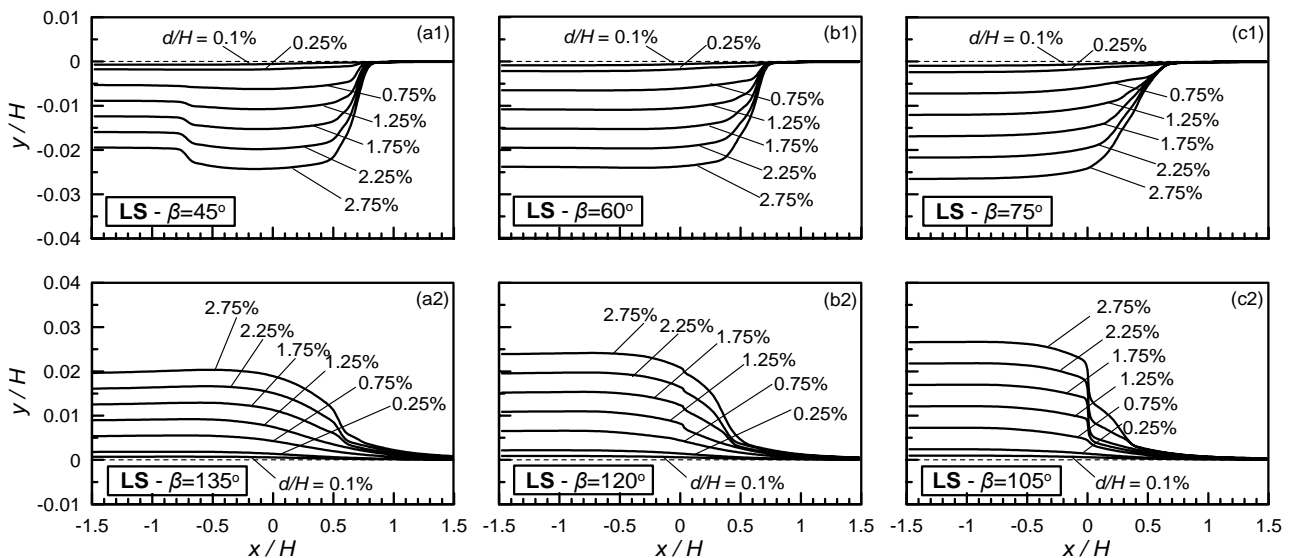 0.01
0
-0.01
-0.02
-0.03
-0.04
y / H
(a1)
d/H = 0.1%
0.25%
0.75%
1.25%
1.75%
2.25%
2.75%
LS - β=45°
(b1)
d/H = 0.1%
0.25%
0.75%
1.25%
1.75%
2.25%
2.75%
LS - β=60°
(c1)
d/H = 0.1%
0.25%
0.75%
1.25%
1.75%
2.25%
2.75%
LS - β=75°
0.04
0.03
0.02
0.01
0
-0.01
y / H
(a2)
2.75%
2.25%
1.75%
1.25%
0.75%
0.25%
d/H = 0.1%
LS - β=135°
-1.5 -1 -0.5 0 0.5 1 1.5
x / H
(b2)
2.75%
2.25%
1.75%
1.25%
0.75%
0.25%
d/H = 0.1%
LS - β=120°
-1.5 -1 -0.5 0 0.5 1 1.5
x / H
(c2)
2.75%
2.25%
1.75%
1.25%
0.75%
0.25%
d/H = 0.1%
LS - β=105°
-1.5 -1 -0.5 0 0.5 1 1.5
x / H